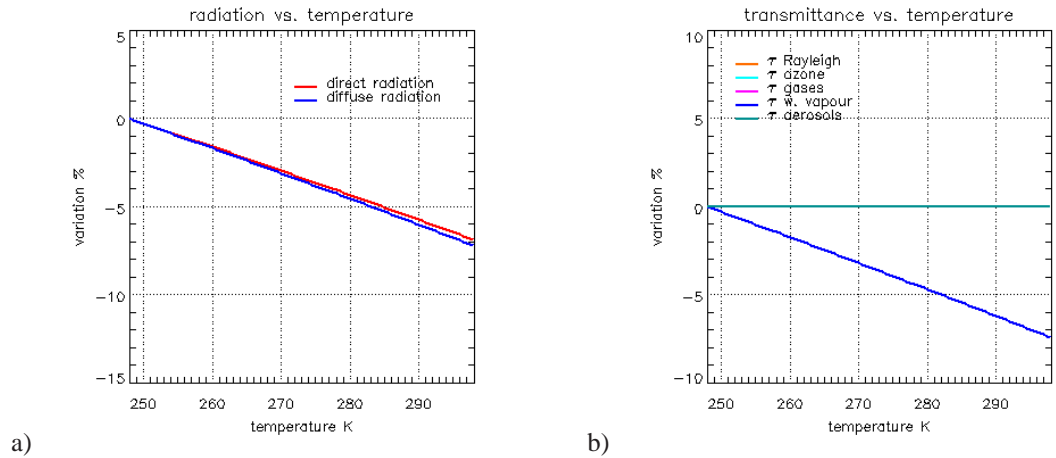 radiation vs. temperature
5
0
−5
−10
−15
variation %
direct radiation
diffuse radiation
250 260 270 280 290
temperature K
a)
transmittance vs. temperature
10
5
0
−5
−10
variation %
τ Rayleigh
τ ozone
τ gases
τ w. vapour
τ aerosols
250 260 270 280 290
temperature K
b)